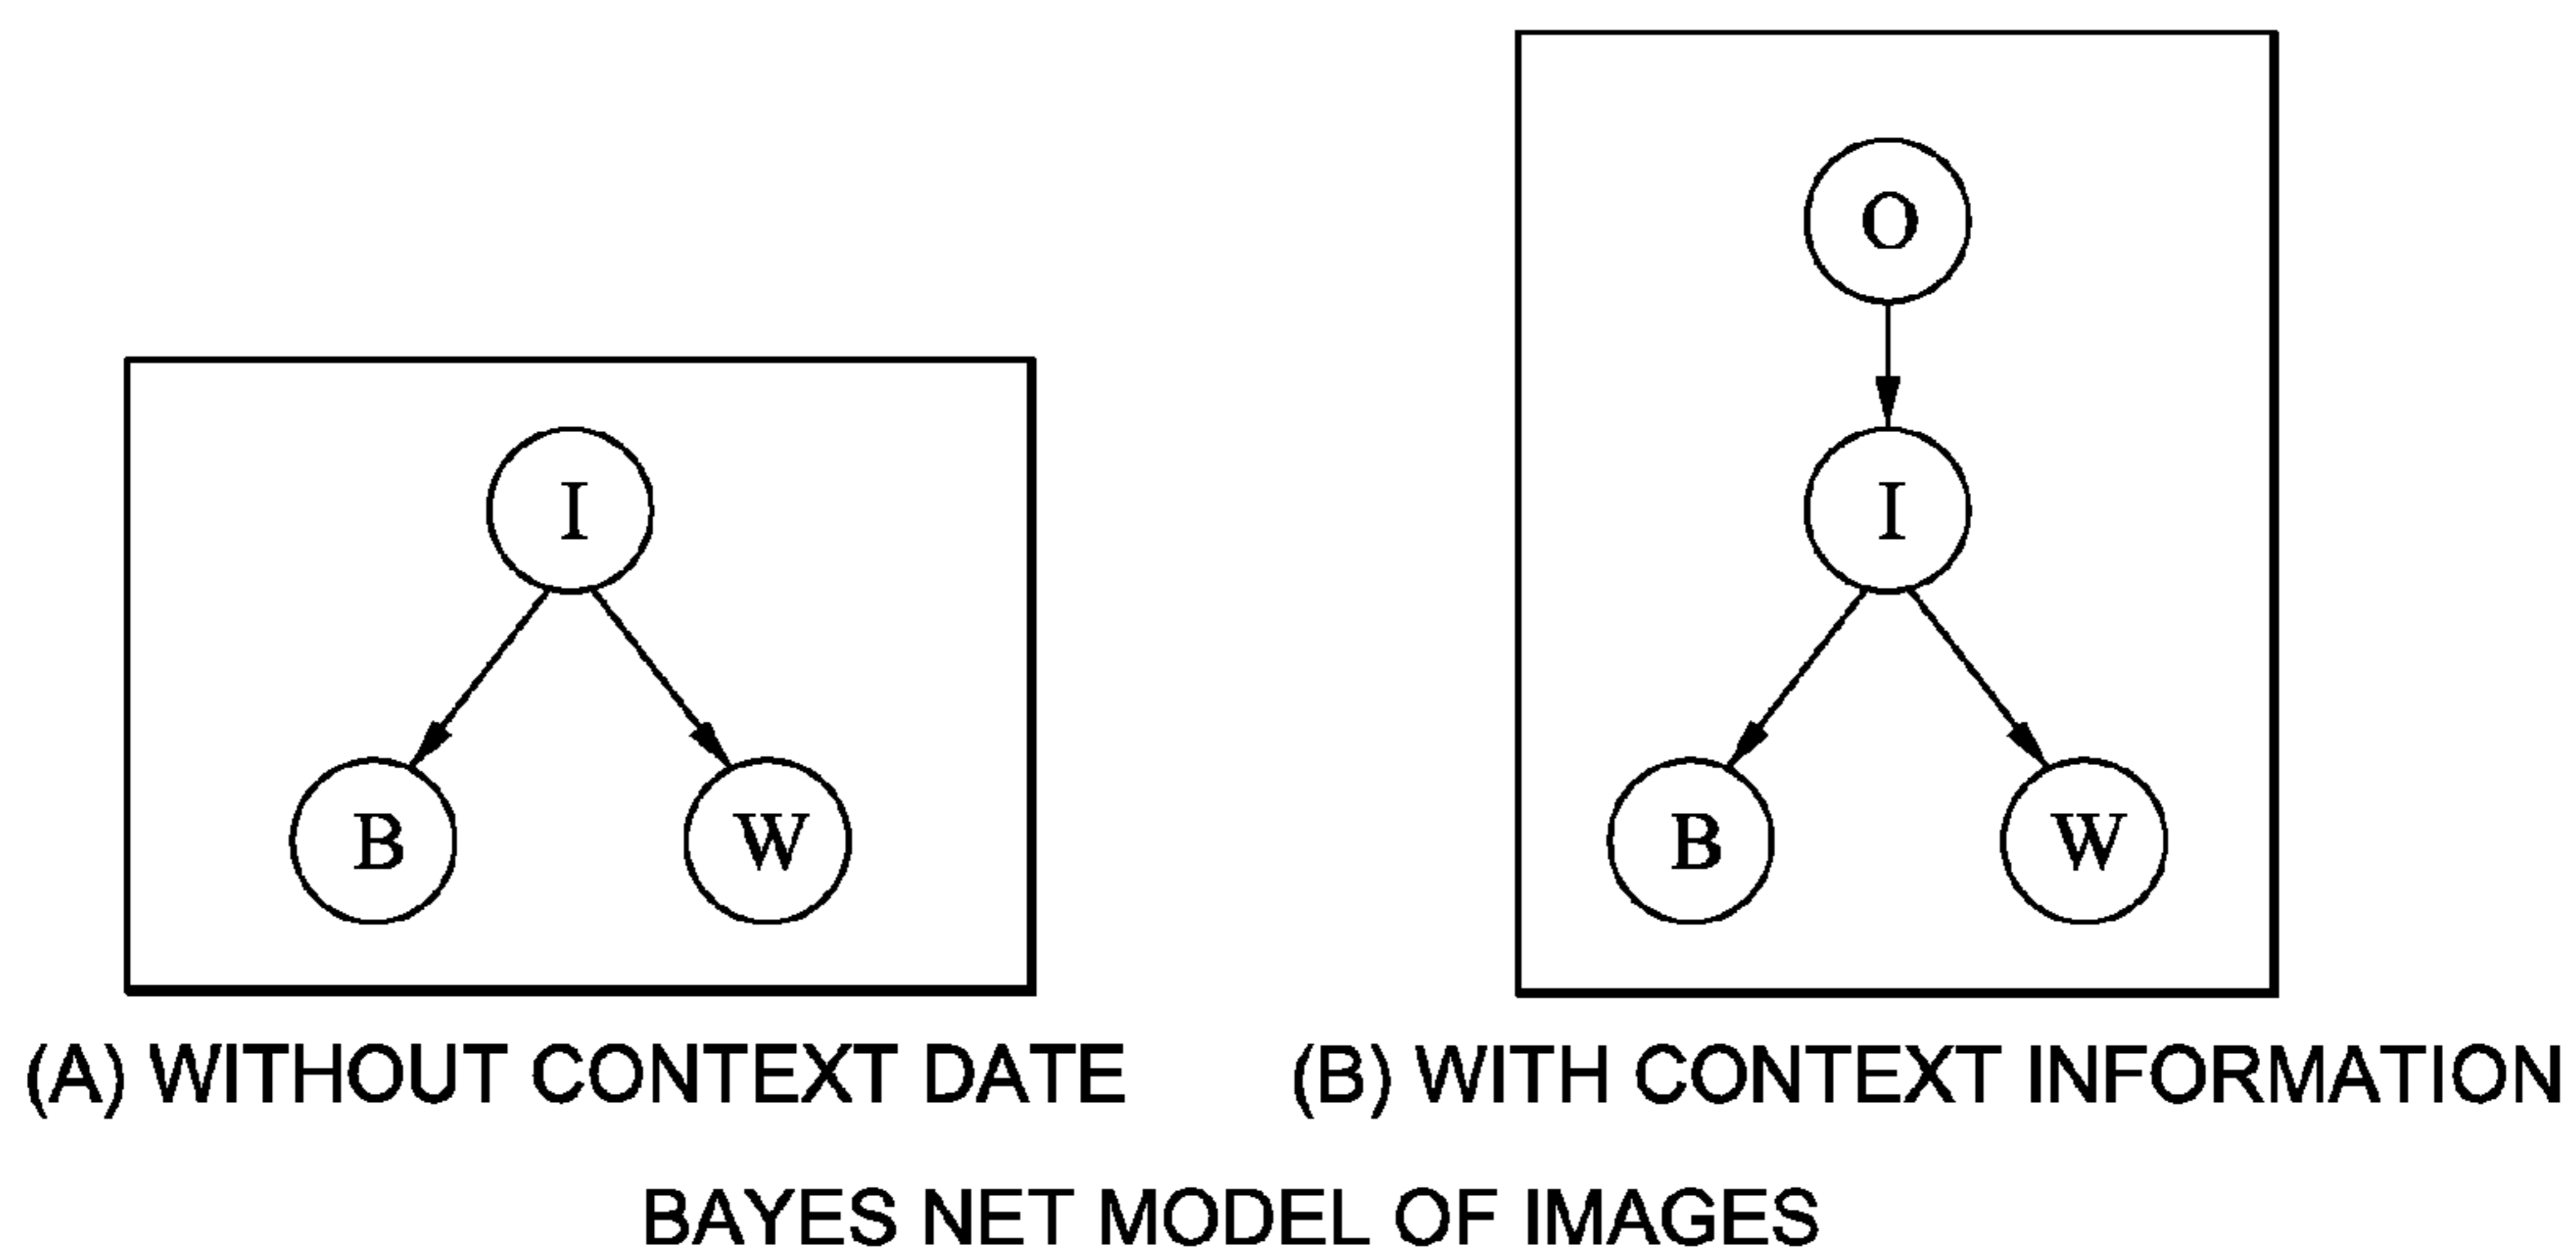 O
I
I
B
W
B
W
(A) WITHOUT CONTEXT DATE
(B) WITH CONTEXT INFORMATION
BAYES NET MODEL OF IMAGES